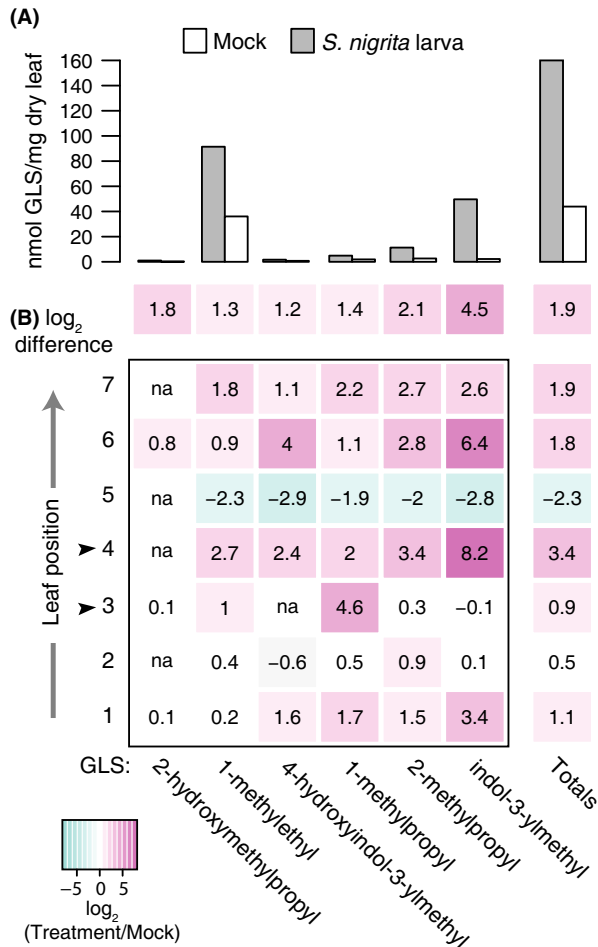 (A)
Mock S. nigrita larva
nmol GLS/mg dry leaf
160
140
120
100
80
60
40
20
0
(B) log2 difference
1.8 1.3 1.2 1.4 2.1 4.5 1.9
7 na 1.8 1.1 2.2 2.7 2.6 1.9
6 0.8 0.9 4 1.1 2.8 6.4 1.8
5 na −2.3 −2.9 −1.9 −2 −2.8 −2.3
4 na 2.7 2.4 2 3.4 8.2 3.4
3 0.1 1 na 4.6 0.3 −0.1 0.9
2 na 0.4 −0.6 0.5 0.9 0.1 0.5
1 0.1 0.2 1.6 1.7 1.5 3.4 1.1
Leaf position
GLS:
2-hydroxymethylpropyl
1-methylethyl
4-hydroxyindol-3-ylmethyl
1-methylpropyl
2-methylpropyl
indol-3-ylmethyl
Totals
−5 0 5
log2
(Treatment/Mock)